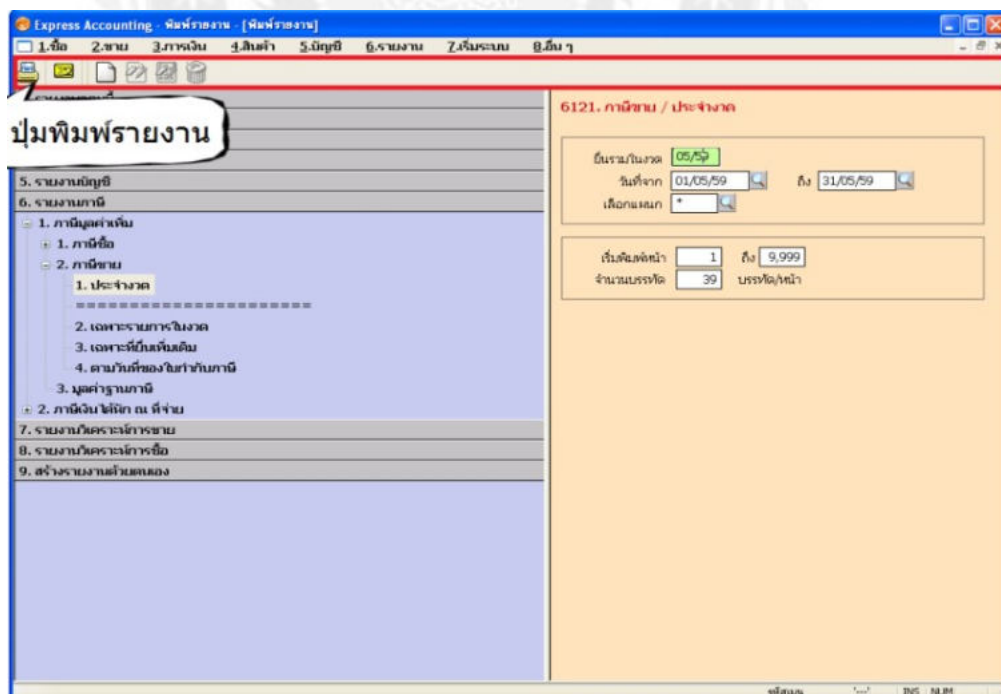 Express Accounting - พิมพ์รายงาน - [พิมพ์รายงาน]
1.ซื้อ 2.ขาย 3.การเงิน 4.สินค้า 5.บัญชี 6.รายงาน 7.เริ่มระบบ 8.อื่น ๆ
ปุ่มพิมพ์รายงาน
5. รายงานบัญชี
6. รายงานภาษี
1. ภาษีมูลค่าเพิ่ม
1. ภาษีซื้อ
2. ภาษีขาย
1. ประจำงวด
=======================
2. เฉพาะรายการในงวด
3. เฉพาะที่ยื่นเพิ่มเติม
4. ตามวันที่ของใบกำกับภาษี
3. มูลค่าฐานภาษี
2. ภาษีเงินได้หัก ณ ที่จ่าย
7. รายงานวิเคราะห์การขาย
8. รายงานวิเคราะห์การซื้อ
9. สร้างรายงานด้วยตนเอง
6121. ภาษีขาย / ประจำงวด
ยื่นรวมในงวด 05/59
วันที่จาก 01/05/59 ถึง 31/05/59
เลือกแผนก *
เริ่มพิมพ์หน้า 1 ถึง 9,999
จำนวนบรรทัด 39 บรรทัด/หน้า
'---' INS NUM